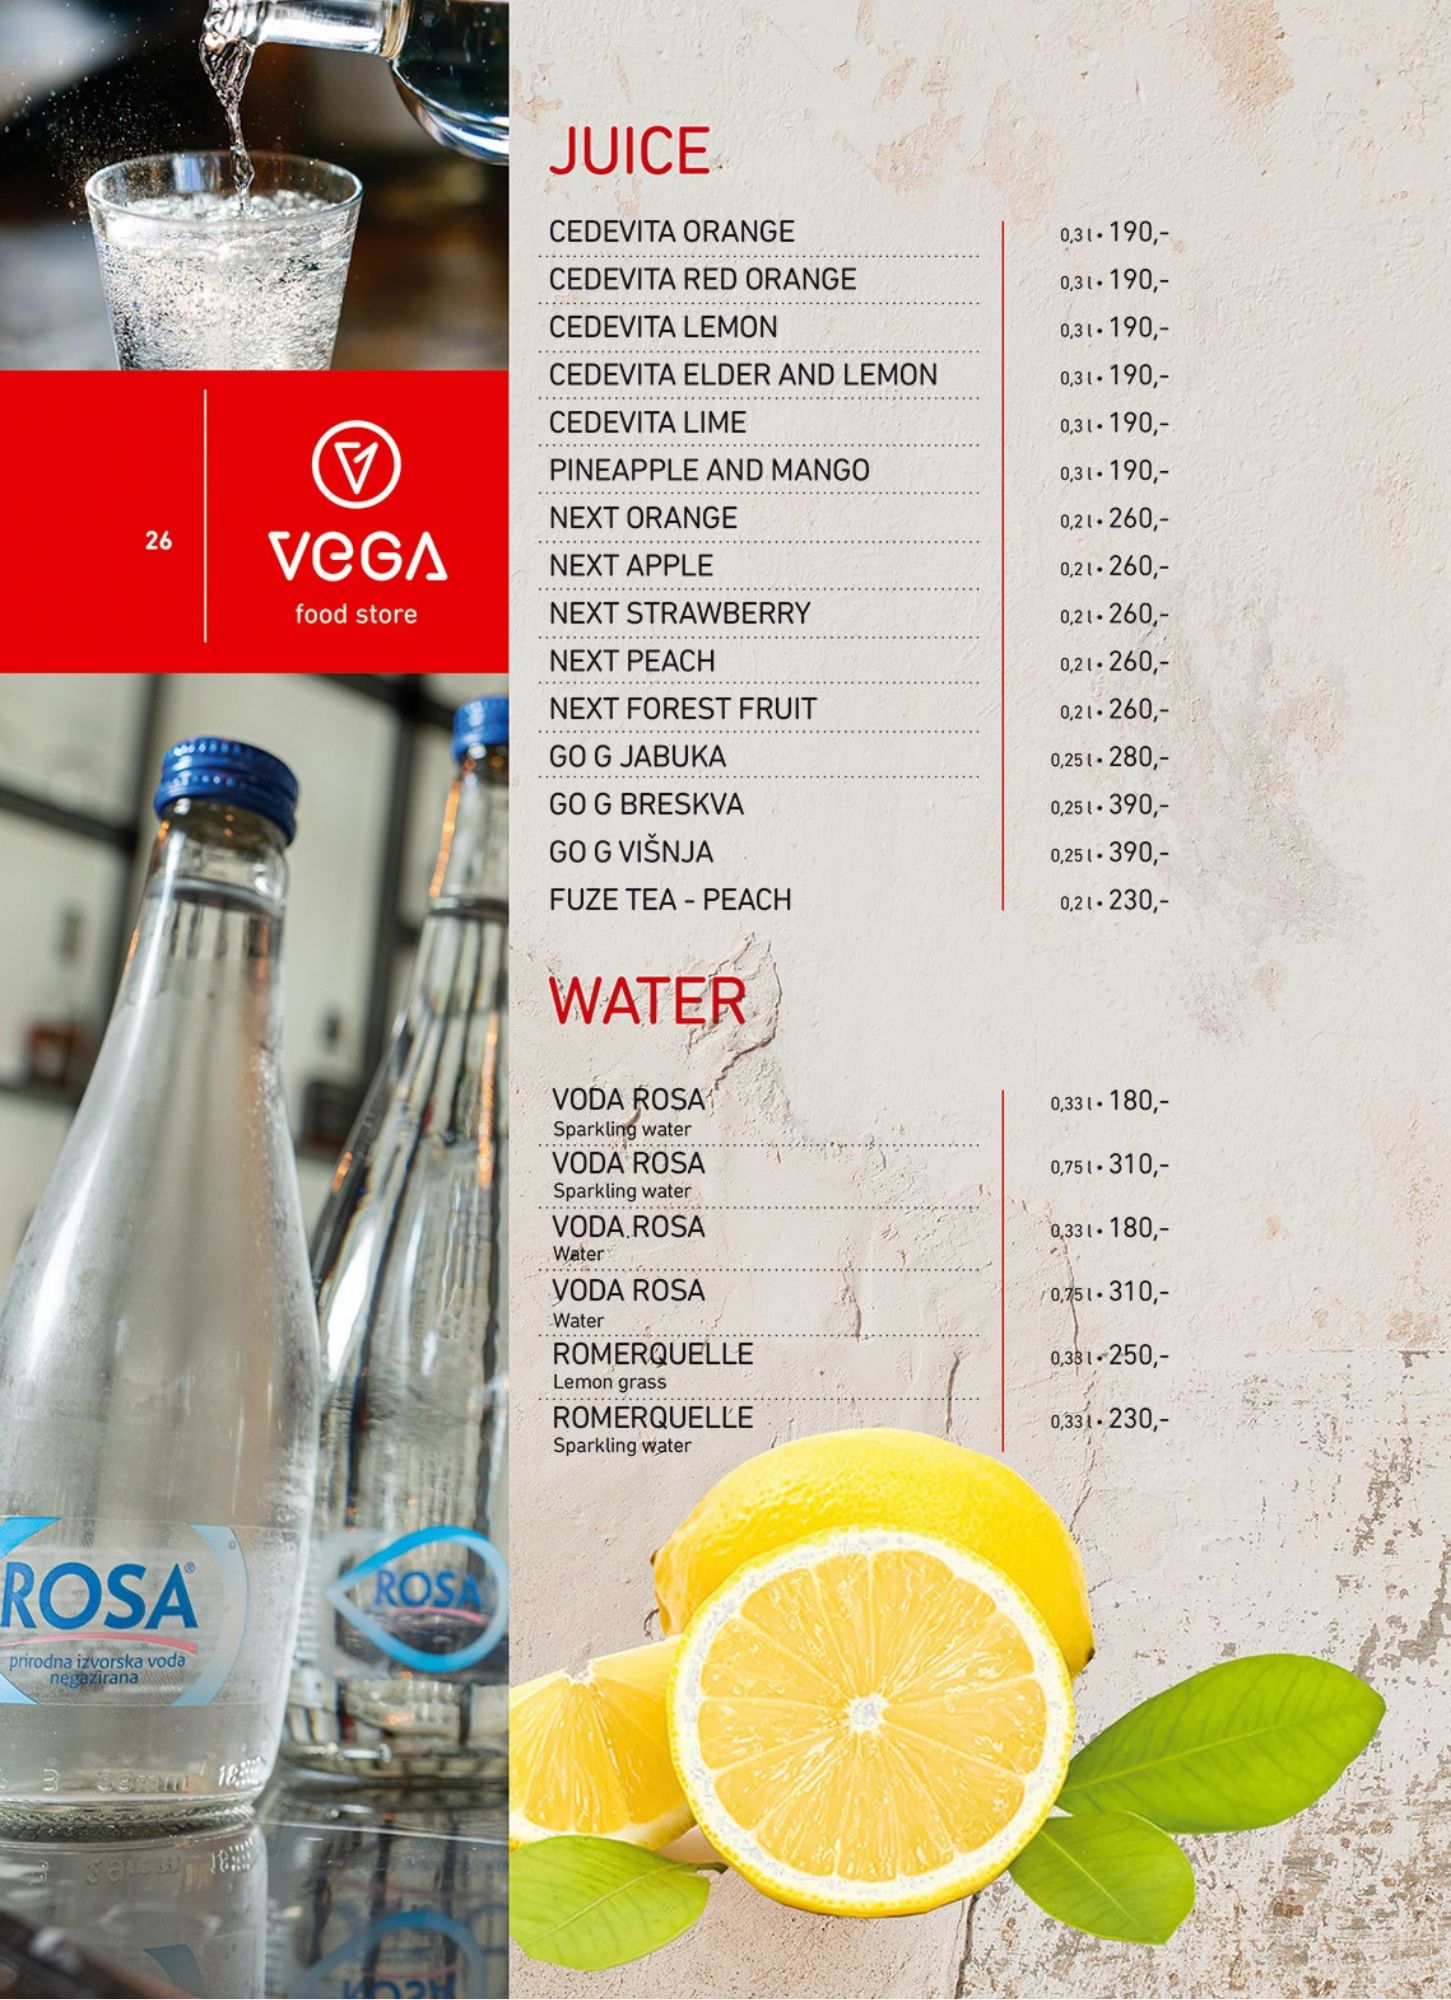 26
VEGA
food store
JUICE
CEDEVITA ORANGE 0,3 l • 190,-
CEDEVITA RED ORANGE 0,3 l • 190,-
CEDEVITA LEMON 0,3 l • 190,-
CEDEVITA ELDER AND LEMON 0,3 l • 190,-
CEDEVITA LIME 0,3 l • 190,-
PINEAPPLE AND MANGO 0,3 l • 190,-
NEXT ORANGE 0,2 l • 260,-
NEXT APPLE 0,2 l • 260,-
NEXT STRAWBERRY 0,2 l • 260,-
NEXT PEACH 0,2 l • 260,-
NEXT FOREST FRUIT 0,2 l • 260,-
GO G JABUKA 0,25 l • 280,-
GO G BRESKVA 0,25 l • 390,-
GO G VIŠNJA 0,25 l • 390,-
FUZE TEA - PEACH 0,2 l • 230,-
WATER
VODA ROSA 0,33 l • 180,-
Sparkling water
VODA ROSA 0,75 l • 310,-
Sparkling water
VODA ROSA 0,33 l • 180,-
Water
VODA ROSA 0,75 l • 310,-
Water
ROMERQUELLE 0,33 l • 250,-
Lemon grass
ROMERQUELLE 0,33 l • 230,-
Sparkling water
ROSA®
prirodna izvorska voda
negazirana
ROSA